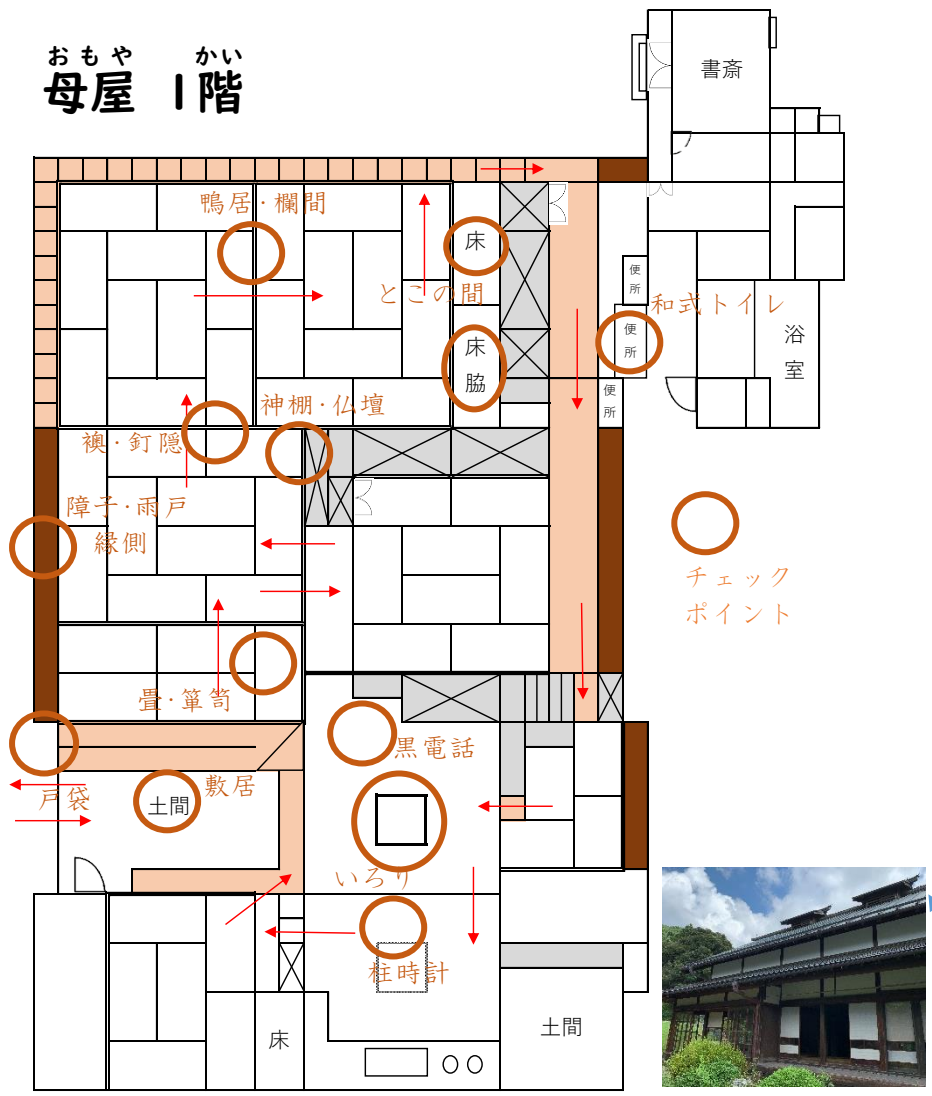 おもや かい
母屋 1階
書斎
鴨居・欄間
床
とこの間
便所
和式トイレ
便所
床脇
浴室
便所
神棚・仏壇
襖・釘隠
障子・雨戸
縁側
チェック
ポイント
畳・箪笥
黒電話
敷居
戸袋
土間
いろり
柱時計
床
土間